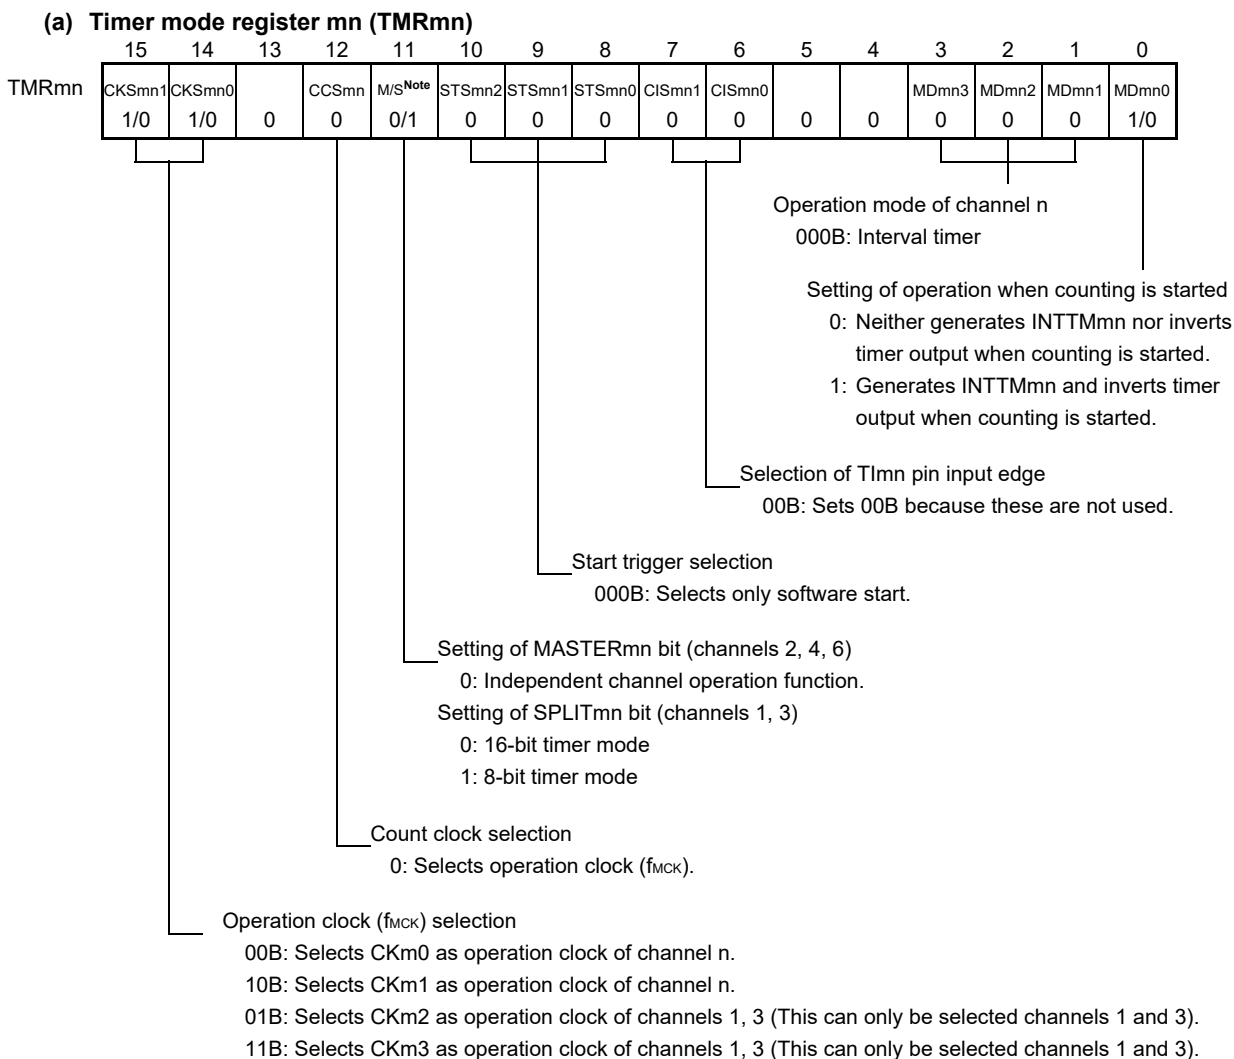 (a) Timer mode register mn (TMRmn)
15 14 13 12 11 10 9 8 7 6 5 4 3 2 1 0
TMRmn CKSmn1 CKSmn0 CCSmn M/SNote STSmn2 STSmn1 STSmn0 CISmn1 CISmn0 MDmn3 MDmn2 MDmn1 MDmn0
1/0 1/0 0 0 0/1 0 0 0 0 0 0 0 0 0 0 1/0
Operation mode of channel n
000B: Interval timer
Setting of operation when counting is started
0: Neither generates INTTMmn nor inverts
timer output when counting is started.
1: Generates INTTMmn and inverts timer
output when counting is started.
Selection of TImn pin input edge
00B: Sets 00B because these are not used.
Start trigger selection
000B: Selects only software start.
Setting of MASTERmn bit (channels 2, 4, 6)
0: Independent channel operation function.
Setting of SPLITmn bit (channels 1, 3)
0: 16-bit timer mode
1: 8-bit timer mode
Count clock selection
0: Selects operation clock (fMCK).
Operation clock (fMCK) selection
00B: Selects CKm0 as operation clock of channel n.
10B: Selects CKm1 as operation clock of channel n.
01B: Selects CKm2 as operation clock of channels 1, 3 (This can only be selected channels 1 and 3).
11B: Selects CKm3 as operation clock of channels 1, 3 (This can only be selected channels 1 and 3).